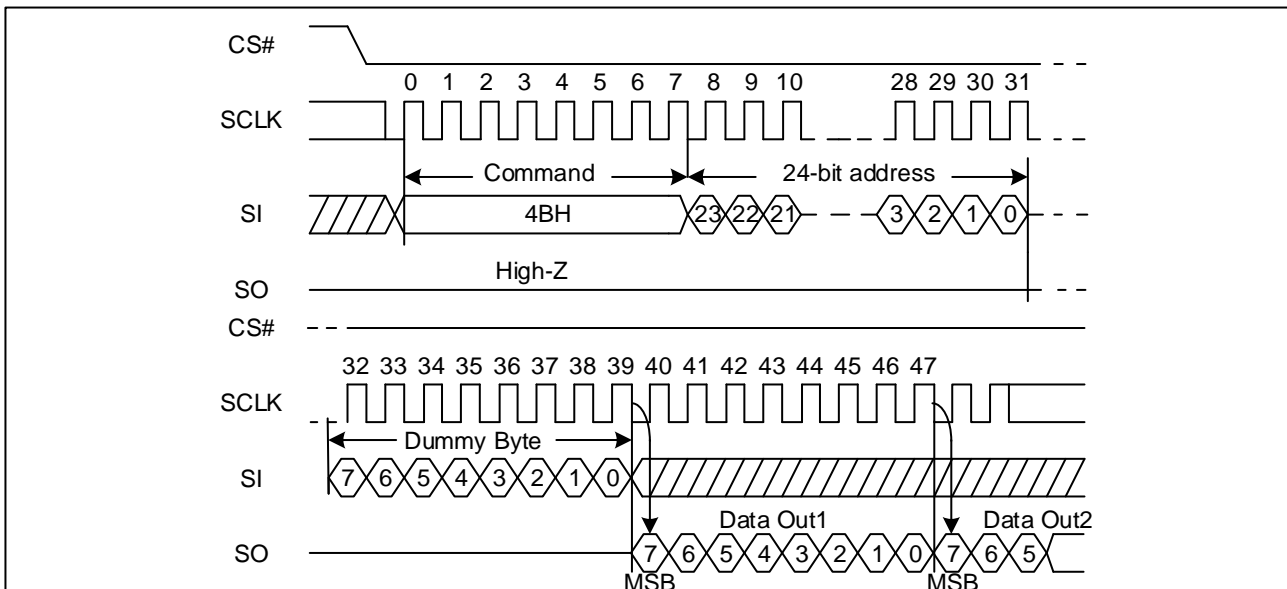 CS#
0 1 2 3 4 5 6 7 8 9 10 28 29 30 31
SCLK
Command 24-bit address
SI 4BH 23 22 21 3 2 1 0
High-Z
SO
CS#
32 33 34 35 36 37 38 39 40 41 42 43 44 45 46 47
SCLK
Dummy Byte
SI 7 6 5 4 3 2 1 0
Data Out1 Data Out2
SO 7 6 5 4 3 2 1 0 7 6 5
MSB MSB